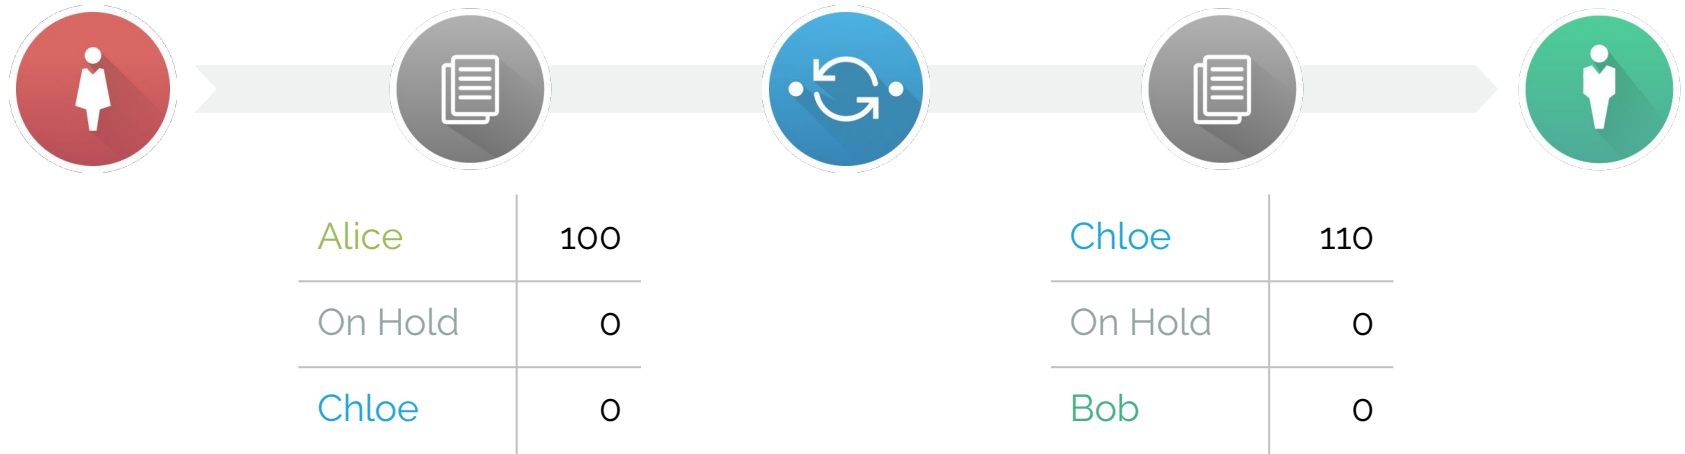 Alice 100
On Hold 0
Chloe 0
Chloe 110
On Hold 0
Bob 0